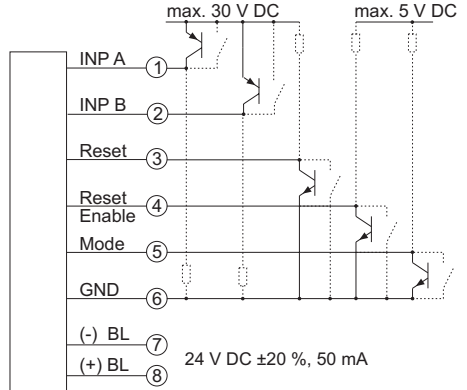 max. 30 V DC
max. 5 V DC
INP A
1
INP B
2
Reset
3
Reset
Enable
4
Mode
5
GND
6
(-) BL
7
24 V DC ±20 %, 50 mA
(+) BL
8